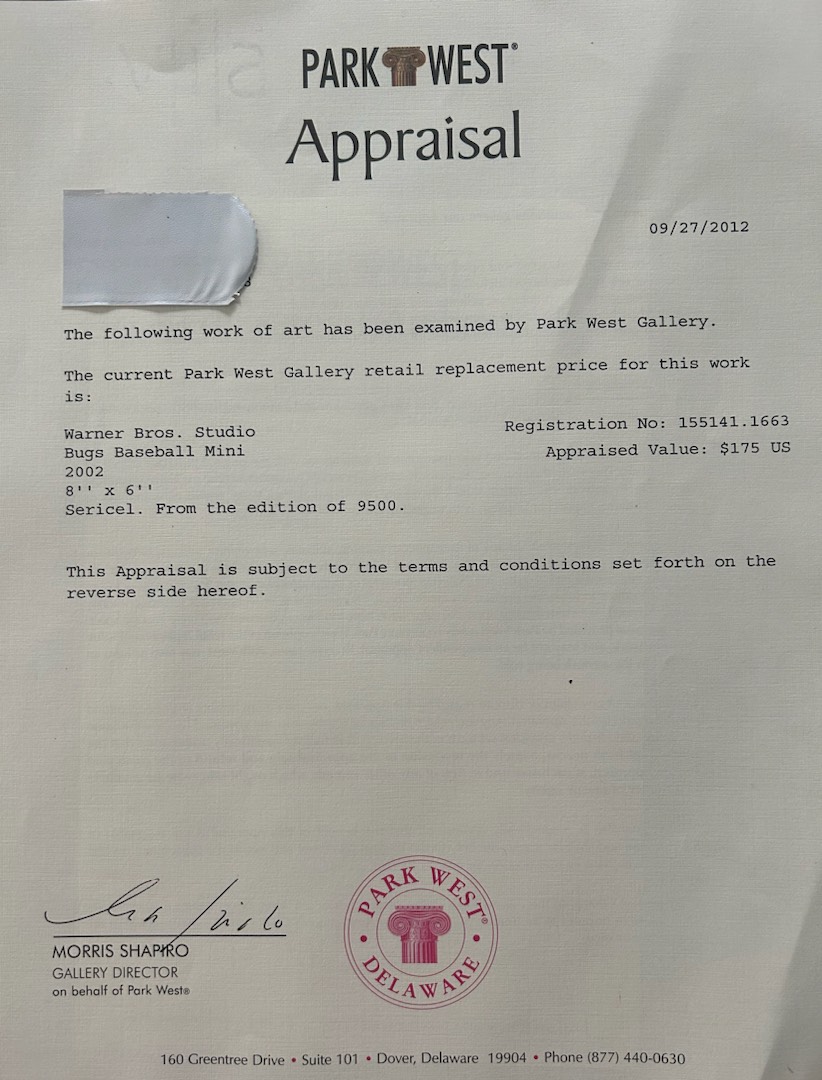 PARK WEST®
Appraisal
09/27/2012
The following work of art has been examined by Park West Gallery.
The current Park West Gallery retail replacement price for this work
is:
Warner Bros. Studio
Bugs Baseball Mini
2002
8'' x 6''
Sericel. From the edition of 9500.
Registration No: 155141.1663
Appraised Value: $175 US
This Appraisal is subject to the terms and conditions set forth on the
reverse side hereof.
MORRIS SHAPIRO
GALLERY DIRECTOR
on behalf of Park West®
PARK WEST®
• DELAWARE •
160 Greentree Drive • Suite 101 • Dover, Delaware 19904 • Phone (877) 440-0630